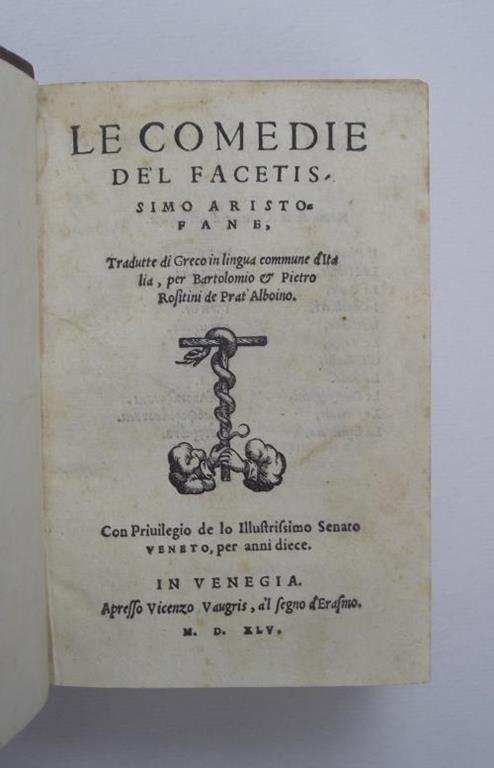 LE COMEDIE
DE'L FACETIS-
SIMO ARISTO-
FANE,
Tradutte di Greco in lingua commune d'Ita
lia, per Bartolomio & Pietro
Rositini de Prat' Alboino.
Con Priuilegio de lo Illustrissimo Senato
VENETO, per anni diece.
IN VENEGIA.
Apresso Vicenzo Vaugris, a'l segno d'Erasmo.
M. D. XLV.